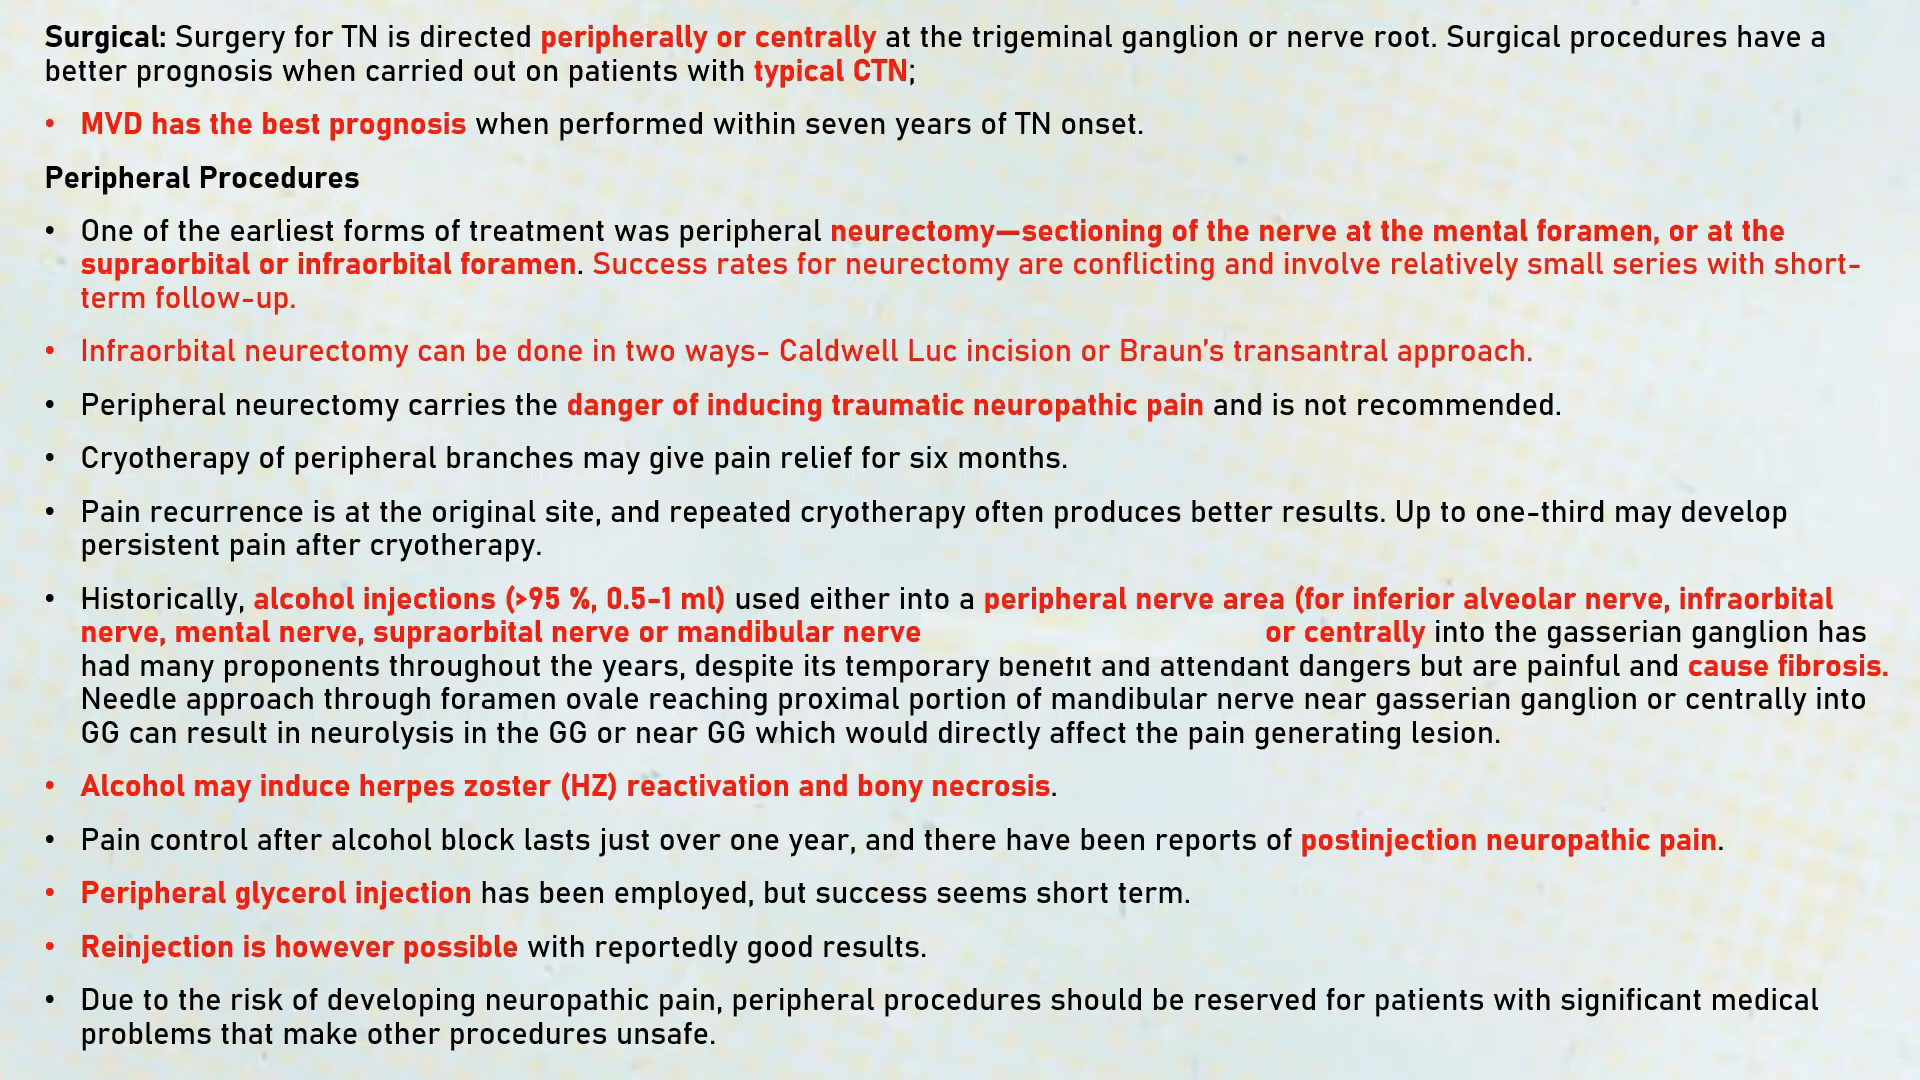 Surgical: Surgery for TN is directed peripherally or centrally at the trigeminal ganglion or nerve root. Surgical procedures have a
better prognosis when carried out on patients with typical CTN;
• MVD has the best prognosis when performed within seven years of TN onset.
Peripheral Procedures
• One of the earliest forms of treatment was peripheral neurectomy—sectioning of the nerve at the mental foramen, or at the
supraorbital or infraorbital foramen. Success rates for neurectomy are conflicting and involve relatively small series with short-
term follow-up.
• Infraorbital neurectomy can be done in two ways- Caldwell Luc incision or Braun's transantral approach.
• Peripheral neurectomy carries the danger of inducing traumatic neuropathic pain and is not recommended.
• Cryotherapy of peripheral branches may give pain relief for six months.
• Pain recurrence is at the original site, and repeated cryotherapy often produces better results. Up to one-third may develop
persistent pain after cryotherapy.
• Historically, alcohol injections (>95 %, 0.5-1 ml) used either into a peripheral nerve area (for inferior alveolar nerve, infraorbital
nerve, mental nerve, supraorbital nerve or mandibular nerve or centrally into the gasserian ganglion has
had many proponents throughout the years, despite its temporary benefit and attendant dangers but are painful and cause fibrosis.
Needle approach through foramen ovale reaching proximal portion of mandibular nerve near gasserian ganglion or centrally into
GG can result in neurolysis in the GG or near GG which would directly affect the pain generating lesion.
• Alcohol may induce herpes zoster (HZ) reactivation and bony necrosis.
• Pain control after alcohol block lasts just over one year, and there have been reports of postinjection neuropathic pain.
• Peripheral glycerol injection has been employed, but success seems short term.
• Reinjection is however possible with reportedly good results.
• Due to the risk of developing neuropathic pain, peripheral procedures should be reserved for patients with significant medical
problems that make other procedures unsafe.